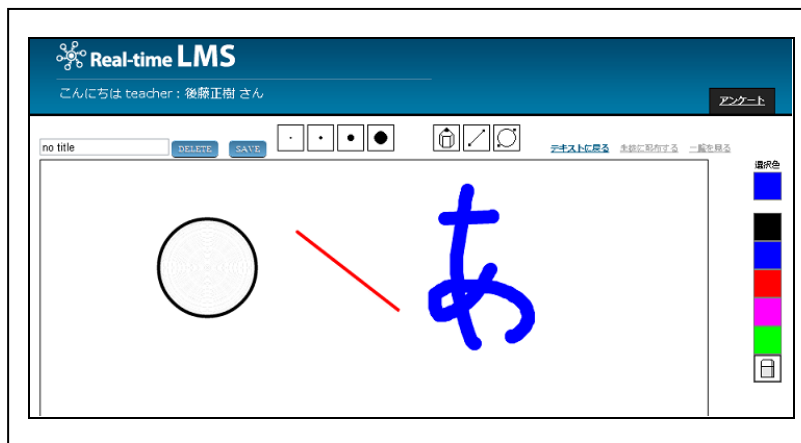 Real-time LMS
こんにちは teacher : 後藤正樹 さん
アンケート
no title DELETE SAVE テキストに戻る 生徒に配布する 一覧を見る
選択色
あ